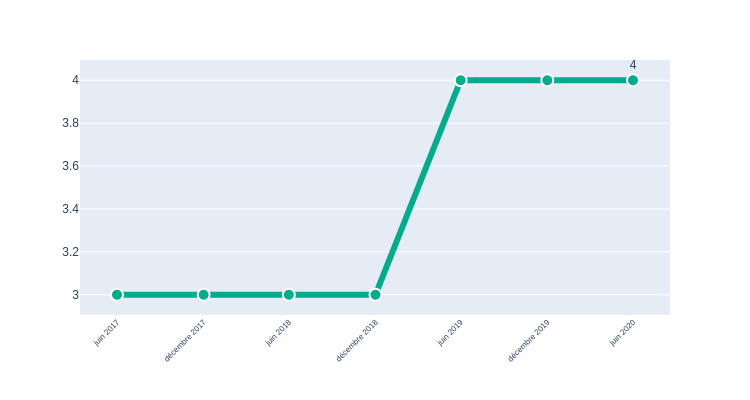 4
4
3.8
3.6
3.4
3.2
3
juin 2017
décembre 2017
juin 2018
décembre 2018
juin 2019
décembre 2019
juin 2020